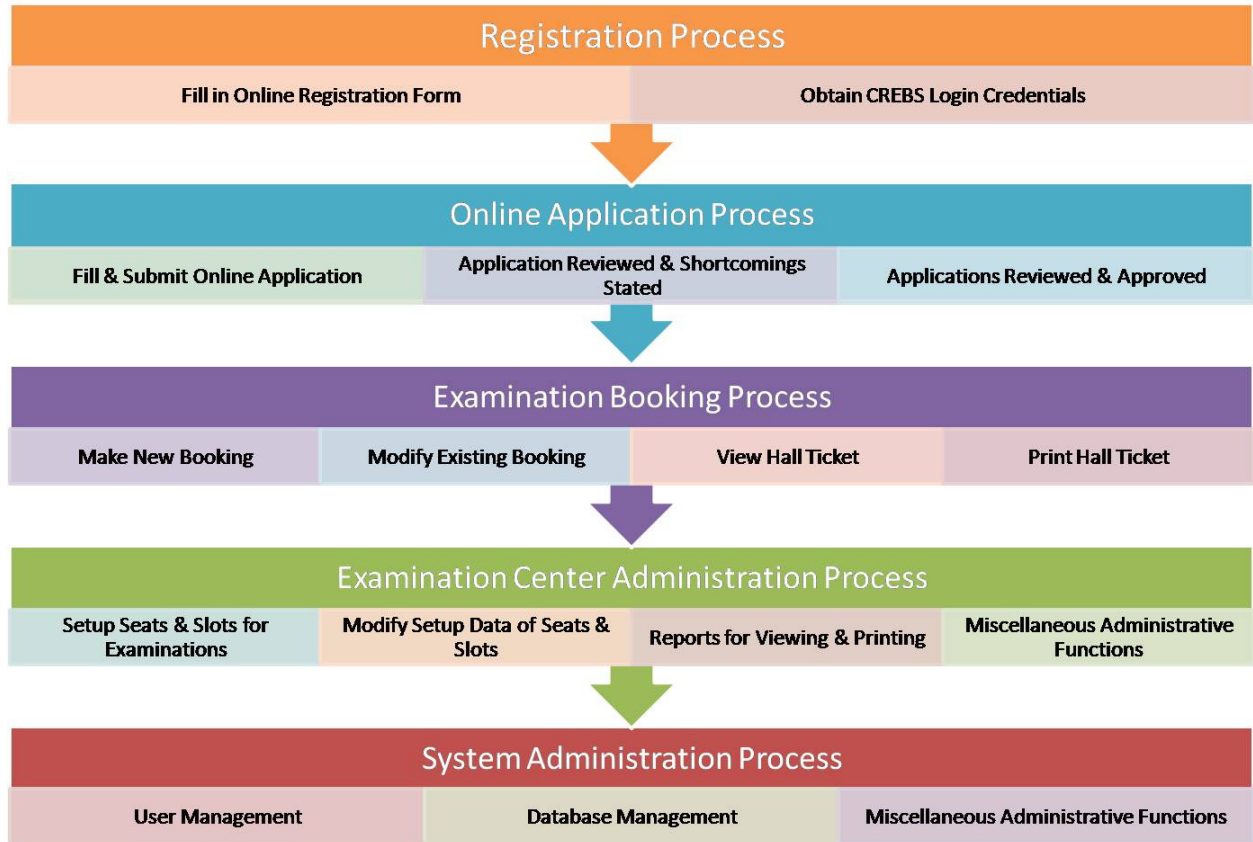 Registration Process
Fill in Online Registration Form
Obtain CREBS Login Credentials
Online Application Process
Fill & Submit Online Application
Application Reviewed & Shortcomings
Stated
Applications Reviewed & Approved
Examination Booking Process
Make New Booking
Modify Existing Booking
View Hall Ticket
Print Hall Ticket
Examination Center Administration Process
Setup Seats & Slots for
Examinations
Modify Setup Data of Seats &
Slots
Reports for Viewing & Printing
Miscellaneous Administrative
Functions
System Administration Process
User Management
Database Management
Miscellaneous Administrative Functions